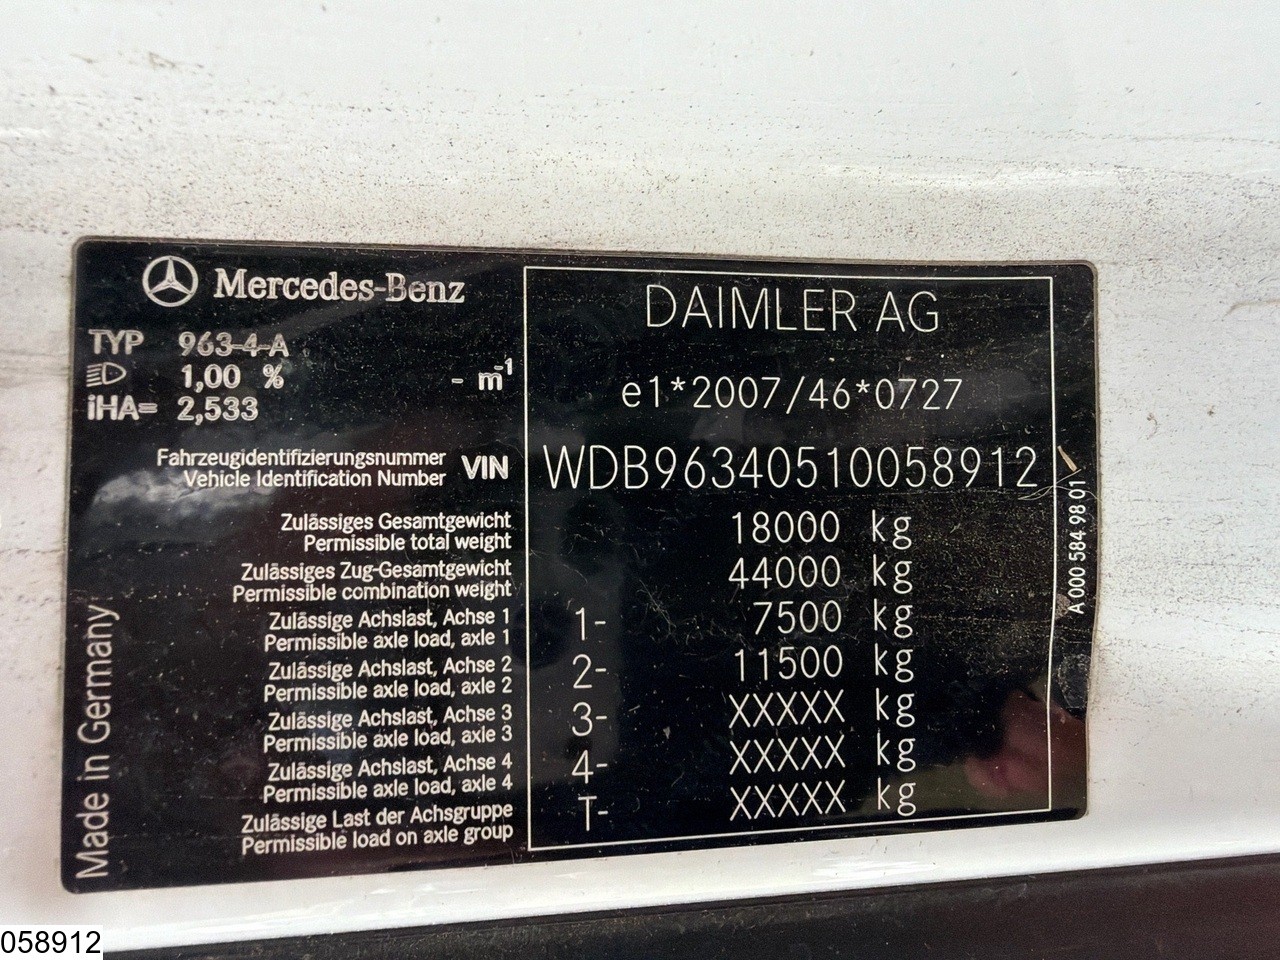 Mercedes-Benz
TYP 963-4-A
1,00 % - m⁻¹
iHA= 2,533
DAIMLER AG
e1*2007/46*0727
Fahrzeugidentifizierungsnummer
Vehicle Identification Number
VIN WDB96340510058912
Zulässiges Gesamtgewicht
Permissible total weight
18000 kg
Zulässiges Zug-Gesamtgewicht
Permissible combination weight
44000 kg
Zulässige Achslast, Achse 1
Permissible axle load, axle 1
1- 7500 kg
Zulässige Achslast, Achse 2
Permissible axle load, axle 2
2- 11500 kg
Zulässige Achslast, Achse 3
Permissible axle load, axle 3
3- XXXXX kg
Zulässige Achslast, Achse 4
Permissible axle load, axle 4
4- XXXXX kg
Zulässige Last der Achsgruppe
Permissible load on axle group
T- XXXXX kg
Made in Germany
A 000 584 98 01
058912